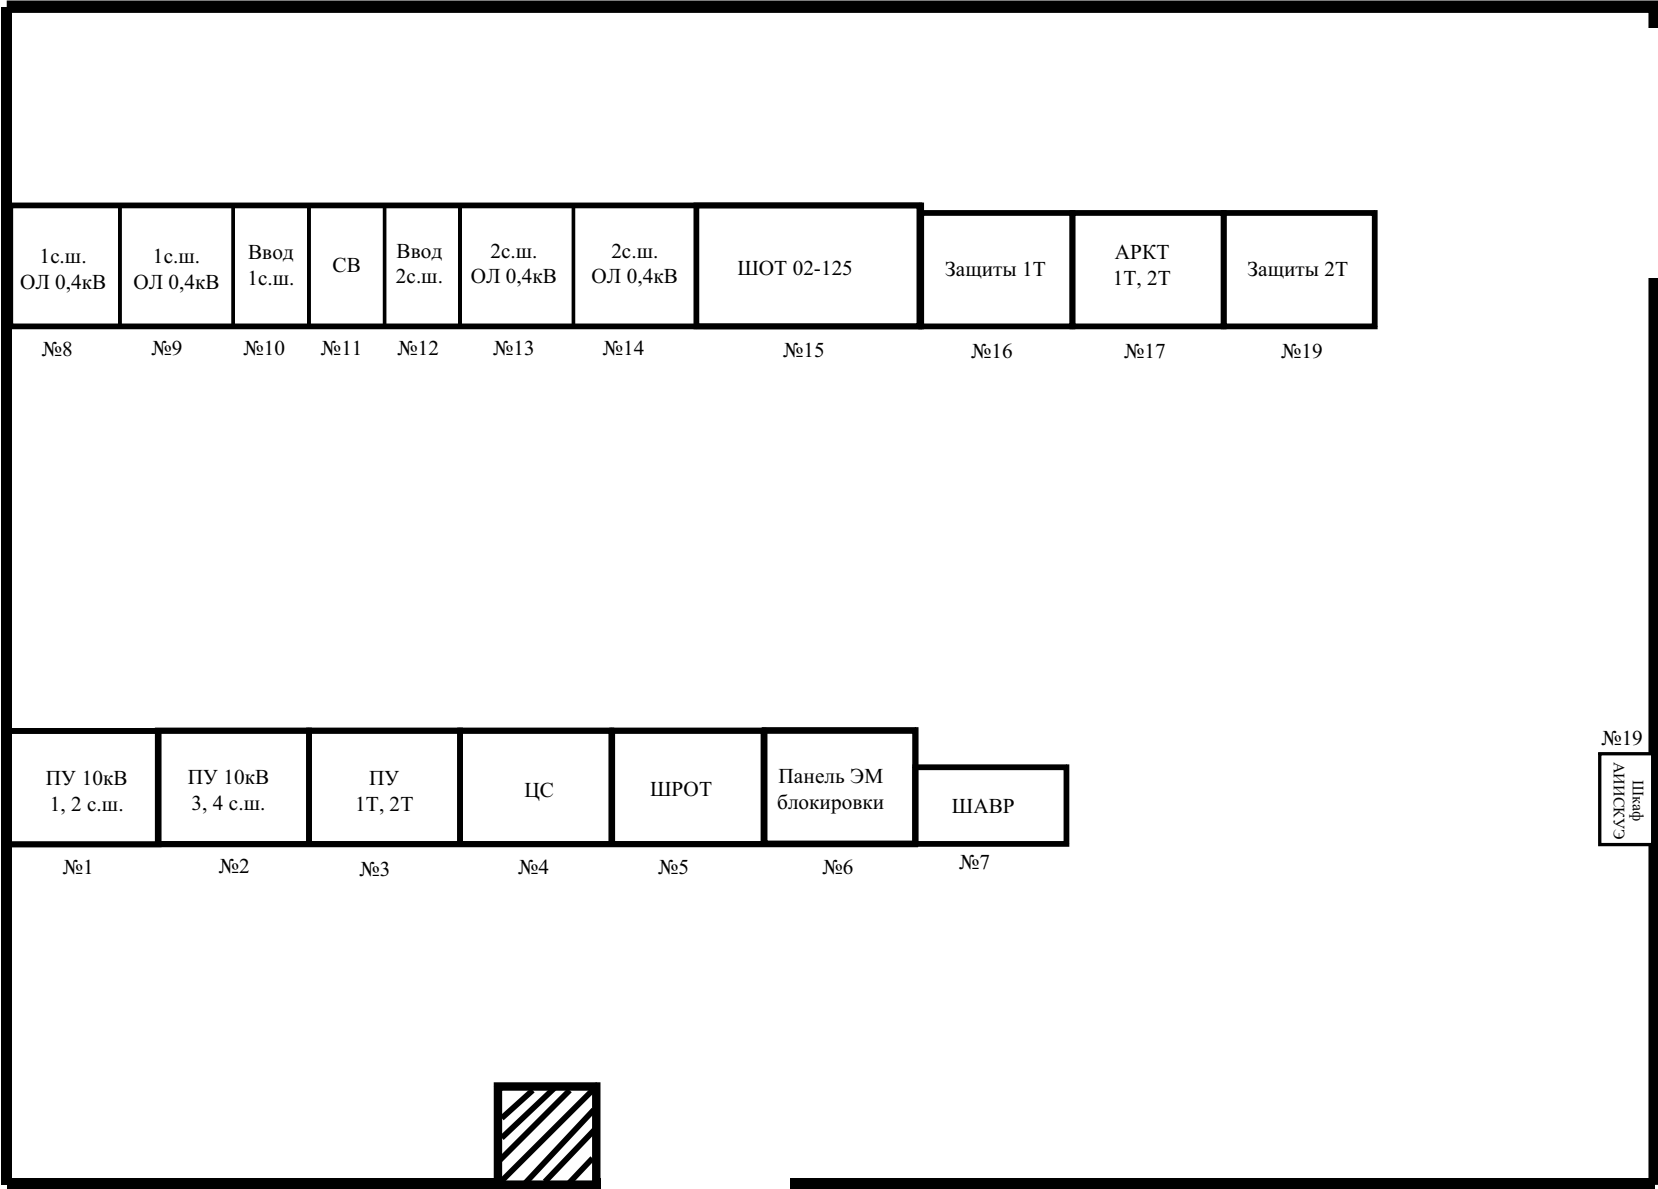 1с.ш.
ОЛ 0,4кВ
1с.ш.
ОЛ 0,4кВ
Ввод
1с.ш.
СВ
Ввод
2с.ш.
2с.ш.
ОЛ 0,4кВ
2с.ш.
ОЛ 0,4кВ
ШОТ 02-125
Защиты 1Т
АРКТ
1Т, 2Т
Защиты 2Т
№8
№9
№10
№11
№12
№13
№14
№15
№16
№17
№19
ПУ 10кВ
1, 2 с.ш.
ПУ 10кВ
3, 4 с.ш.
ПУ
1Т, 2Т
ЦС
ШРОТ
Панель ЭМ
блокировки
ШАВР
№19
Шкаф
АИИСКУЭ
№1
№2
№3
№4
№5
№6
№7